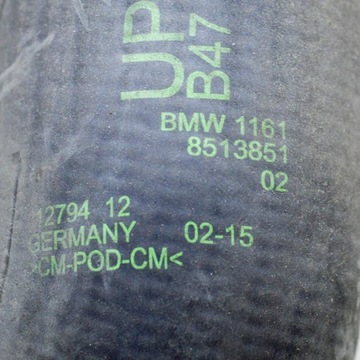 UP
B47
BMW 1161
8513851
02
12794 12
GERMANY 02-15
>CM-POD-CM<